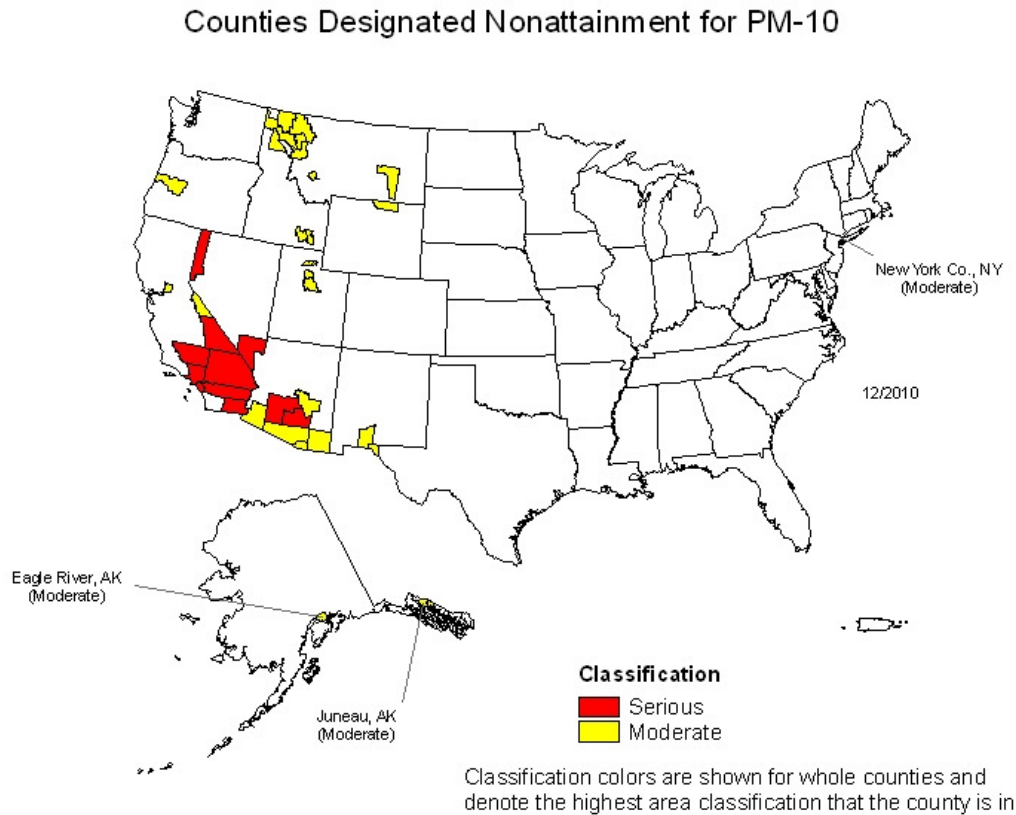 Counties Designated Nonattainment for PM-10
New York Co., NY
(Moderate)
12/2010
Eagle River, AK
(Moderate)
Juneau, AK
(Moderate)
Classification
Serious
Moderate
Classification colors are shown for whole counties and
denote the highest area classification that the county is in